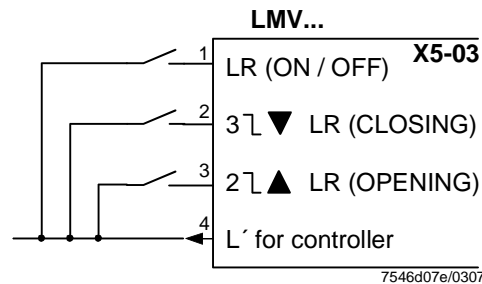 LMV...
X5-03
1 LR (ON / OFF)
2 3 ▼ LR (CLOSING)
3 2 ▲ LR (OPENING)
4 L´ for controller
7546d07e/0307